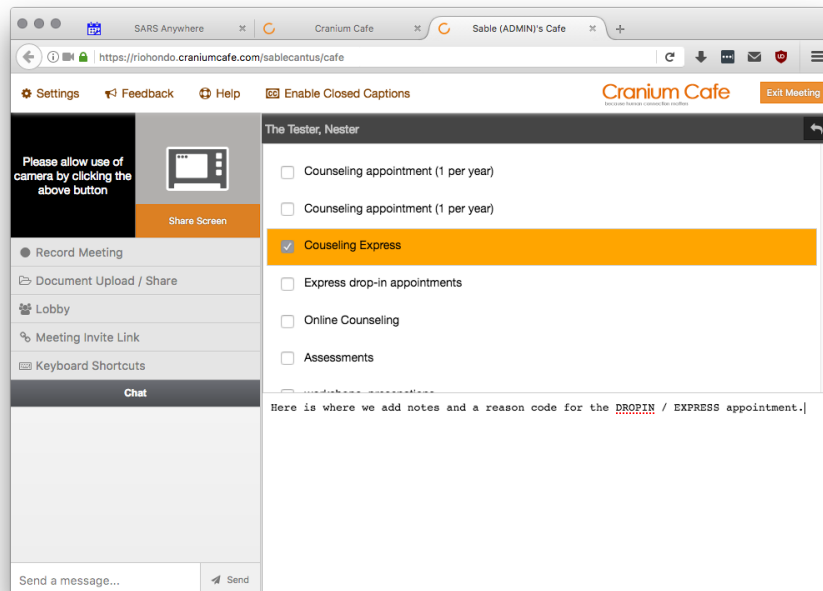 SARS Anywhere
Cranium Cafe
Sable (ADMIN)'s Cafe
https://riohondo.craniumcafe.com/sablecantus/cafe
Settings
Feedback
Help
Enable Closed Captions
Cranium Cafe
because human connection matters
Exit Meeting
Please allow use of
camera by clicking the
above button
Share Screen
Record Meeting
Document Upload / Share
Lobby
Meeting Invite Link
Keyboard Shortcuts
Chat
Send a message...
Send
The Tester, Nester
Counseling appointment (1 per year)
Counseling appointment (1 per year)
Couseling Express
Express drop-in appointments
Online Counseling
Assessments
Here is where we add notes and a reason code for the DROPIN / EXPRESS appointment.